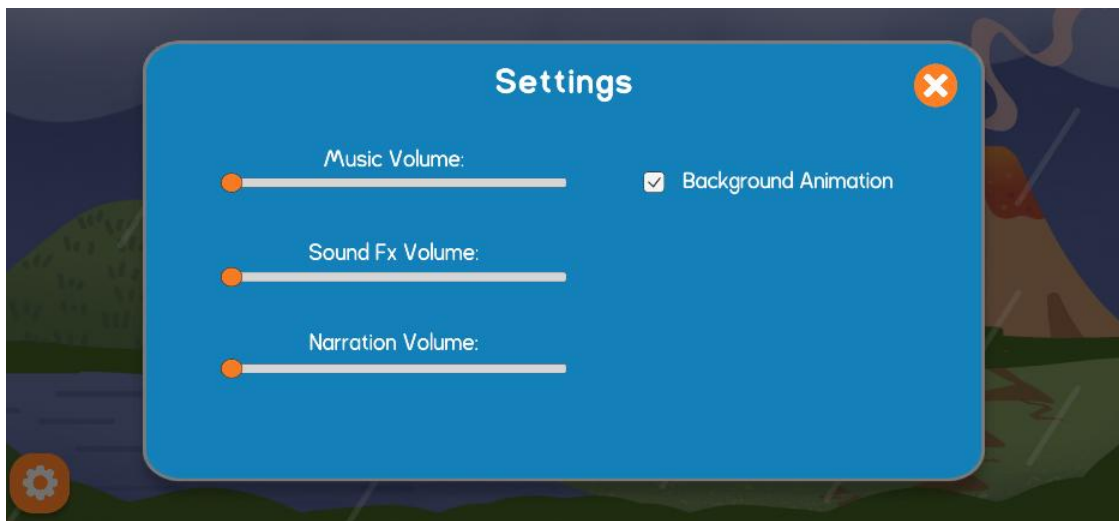 Settings
Music Volume:
Background Animation
Sound Fx Volume:
Narration Volume: